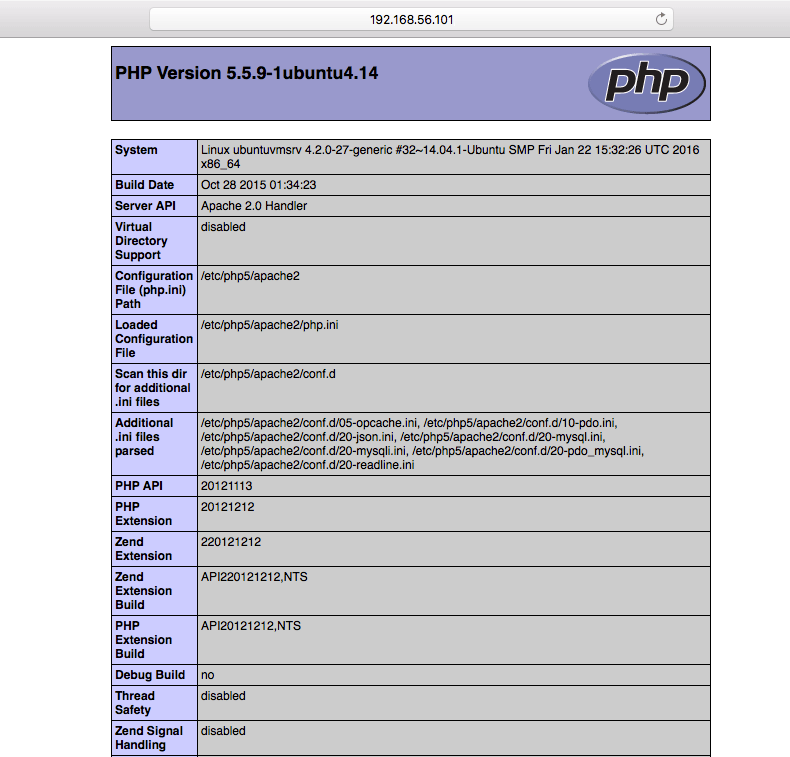 192.168.56.101
PHP Version 5.5.9-1ubuntu4.14
php
System
Linux ubuntuvmsrv 4.2.0-27-generic #32~14.04.1-Ubuntu SMP Fri Jan 22 15:32:26 UTC 2016
x86_64
Build Date
Oct 28 2015 01:34:23
Server API
Apache 2.0 Handler
Virtual
Directory
Support
disabled
Configuration
File (php.ini)
Path
/etc/php5/apache2
Loaded
Configuration
File
/etc/php5/apache2/php.ini
Scan this dir
for additional
.ini files
/etc/php5/apache2/conf.d
Additional
.ini files
parsed
/etc/php5/apache2/conf.d/05-opcache.ini, /etc/php5/apache2/conf.d/10-pdo.ini,
/etc/php5/apache2/conf.d/20-json.ini, /etc/php5/apache2/conf.d/20-mysql.ini,
/etc/php5/apache2/conf.d/20-mysqli.ini, /etc/php5/apache2/conf.d/20-pdo_mysql.ini,
/etc/php5/apache2/conf.d/20-readline.ini
PHP API
20121113
PHP
Extension
20121212
Zend
Extension
220121212
Zend
Extension
Build
API220121212,NTS
PHP
Extension
Build
API20121212,NTS
Debug Build
no
Thread
Safety
disabled
Zend Signal
Handling
disabled